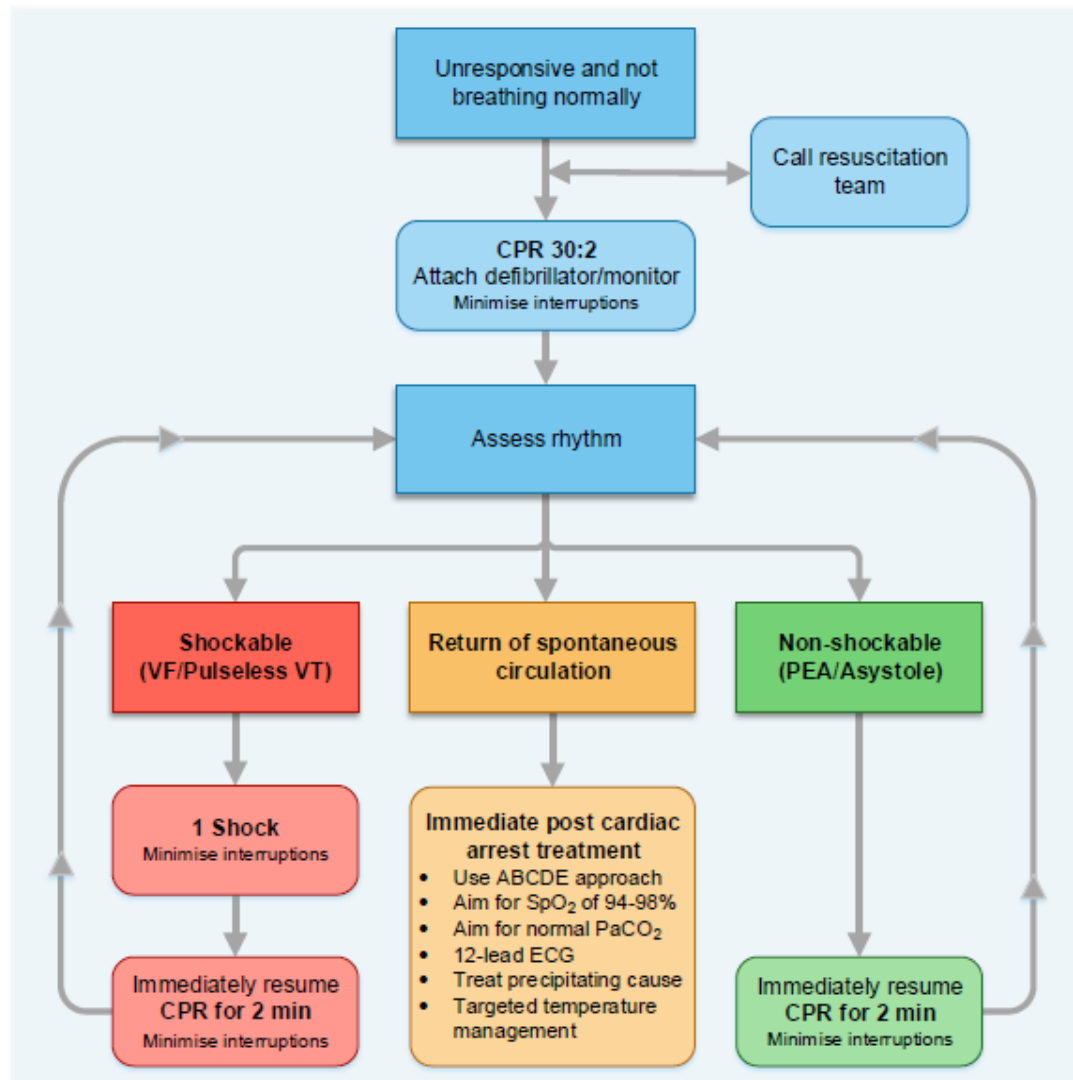 Unresponsive and not
breathing normally
Call resuscitation
team
CPR 30:2
Attach defibrillator/monitor
Minimise interruptions
Assess rhythm
Shockable
(VF/Pulseless VT)
Return of spontaneous
circulation
Non-shockable
(PEA/Asystole)
1 Shock
Minimise interruptions
Immediate post cardiac
arrest treatment
• Use ABCDE approach
• Aim for SpO₂ of 94-98%
• Aim for normal PaCO₂
• 12-lead ECG
• Treat precipitating cause
• Targeted temperature
management
Immediately resume
CPR for 2 min
Minimise interruptions
Immediately resume
CPR for 2 min
Minimise interruptions